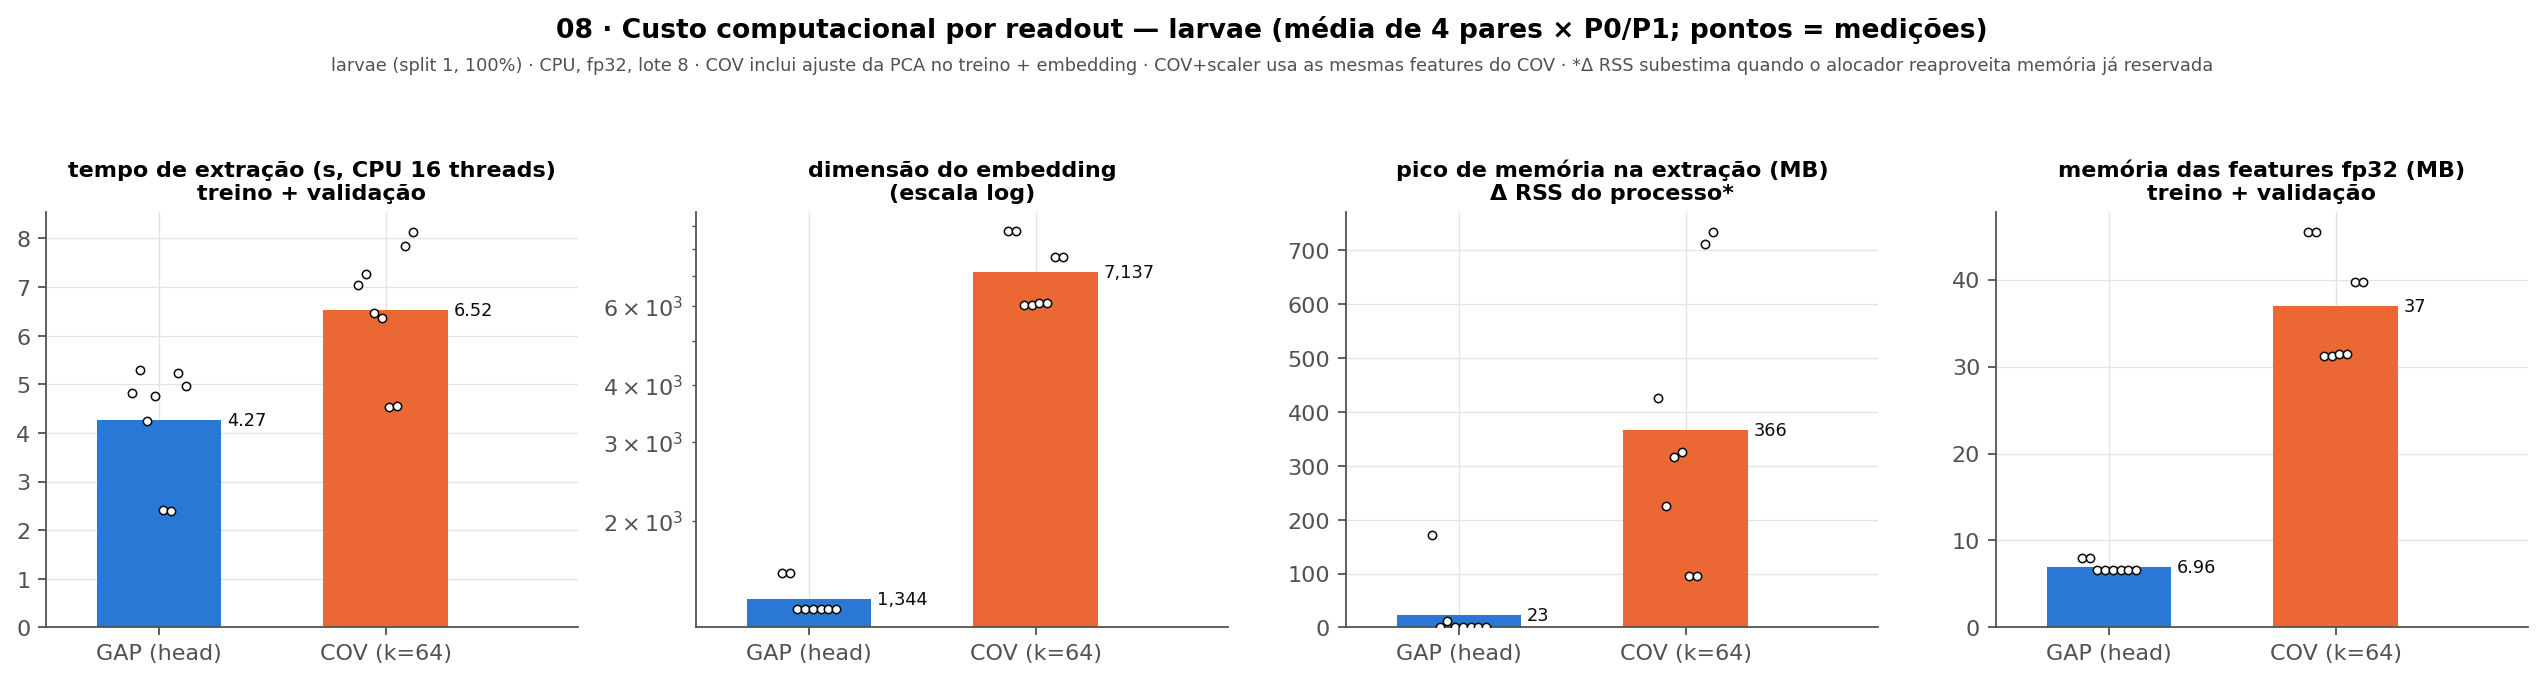 08 · Custo computacional por readout — larvae (média de 4 pares × P0/P1; pontos = medições)
larvae (split 1, 100%) · CPU, fp32, lote 8 · COV inclui ajuste da PCA no treino + embedding · COV+scaler usa as mesmas features do COV · *Δ RSS subestima quando o alocador reaproveita memória já reservada
tempo de extração (s, CPU 16 threads)
treino + validação
8
7
6
5
4
3
2
1
0
4.27
6.52
GAP (head)
COV (k=64)
dimensão do embedding
(escala log)
6 × 10³
4 × 10³
3 × 10³
2 × 10³
1,344
7,137
GAP (head)
COV (k=64)
pico de memória na extração (MB)
Δ RSS do processo*
700
600
500
400
300
200
100
0
23
366
GAP (head)
COV (k=64)
memória das features fp32 (MB)
treino + validação
40
30
20
10
0
6.96
37
GAP (head)
COV (k=64)